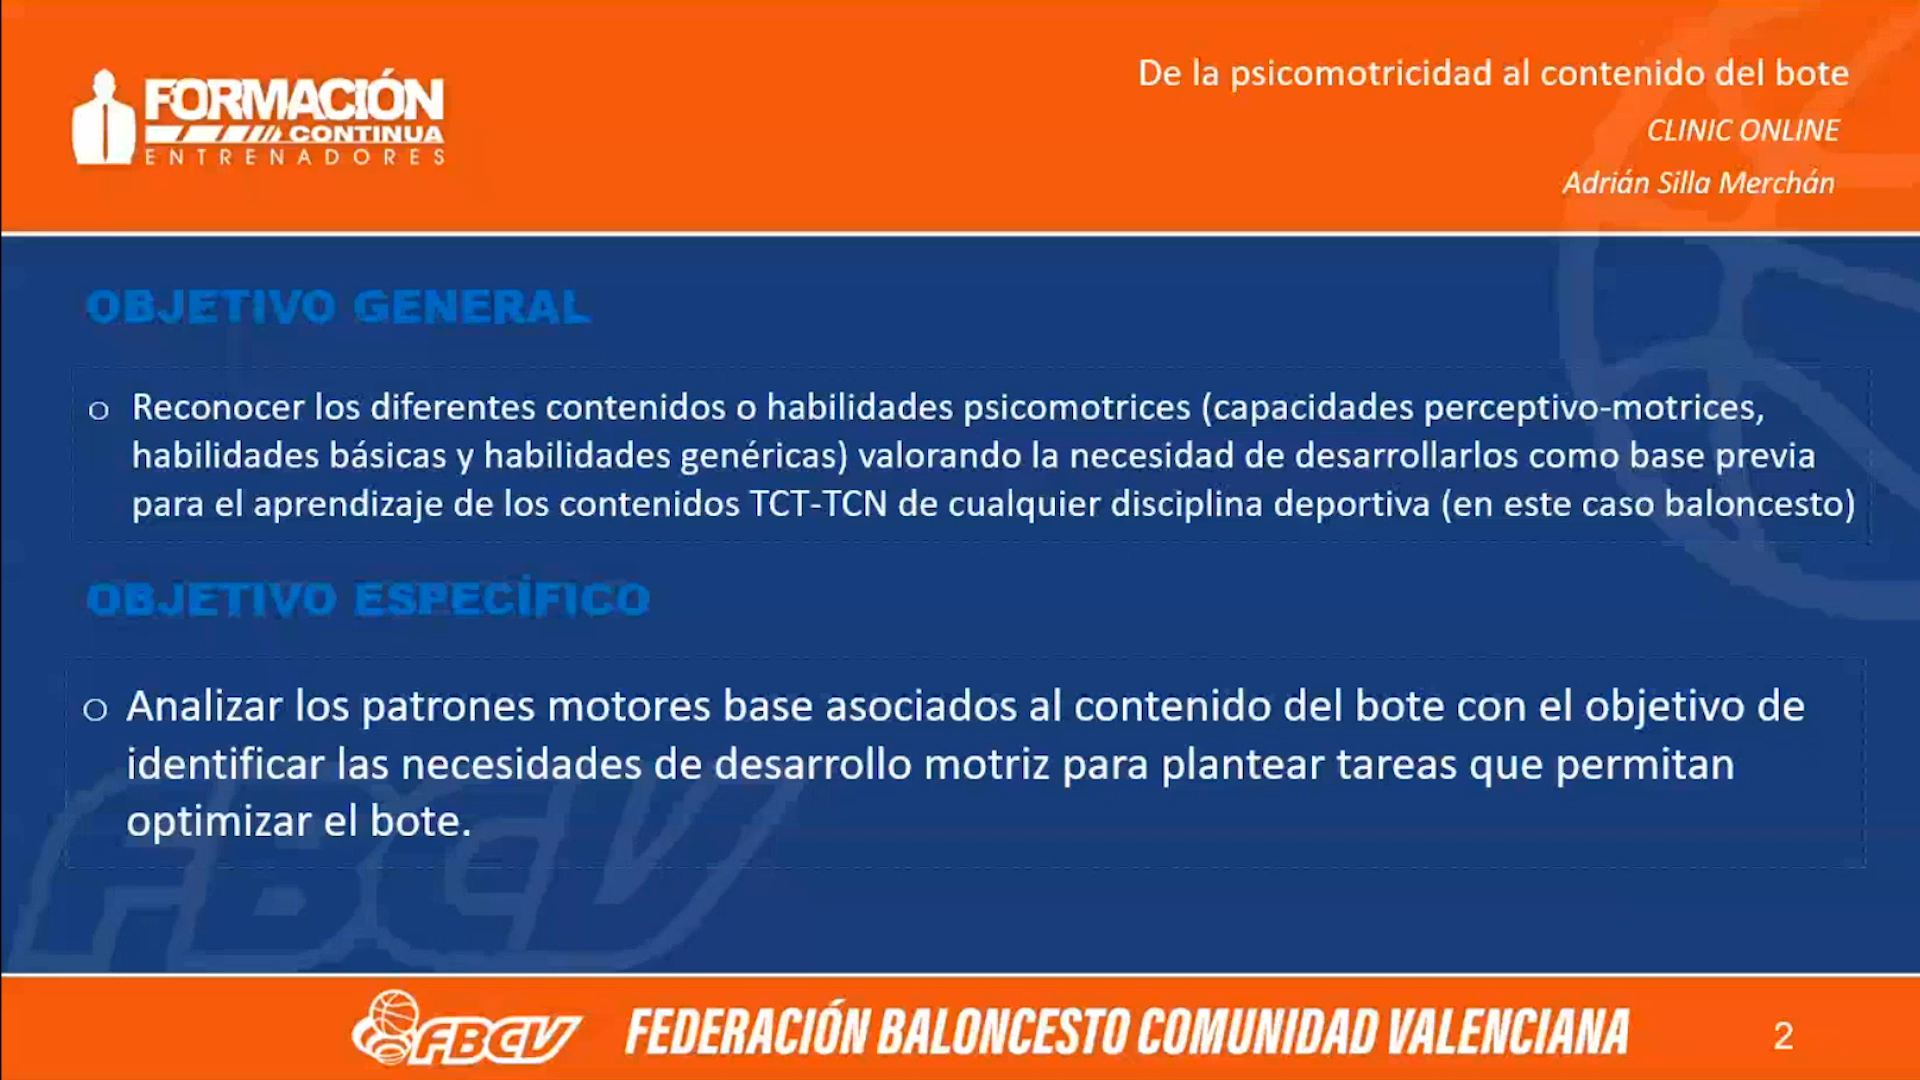 FORMACIÓN
CONTINUA
ENTRENADORES
De la psicomotricidad al contenido del bote
CLINIC ONLINE
Adrián Silla Merchán
OBJETIVO GENERAL
o Reconocer los diferentes contenidos o habilidades psicomotrices (capacidades perceptivo-motrices,
habilidades básicas y habilidades genéricas) valorando la necesidad de desarrollarlos como base previa
para el aprendizaje de los contenidos TCT-TCN de cualquier disciplina deportiva (en este caso baloncesto)
OBJETIVO ESPECÍFICO
o Analizar los patrones motores base asociados al contenido del bote con el objetivo de
identificar las necesidades de desarrollo motriz para plantear tareas que permitan
optimizar el bote.
FBCV
FBCV FEDERACIÓN BALONCESTO COMUNIDAD VALENCIANA 2